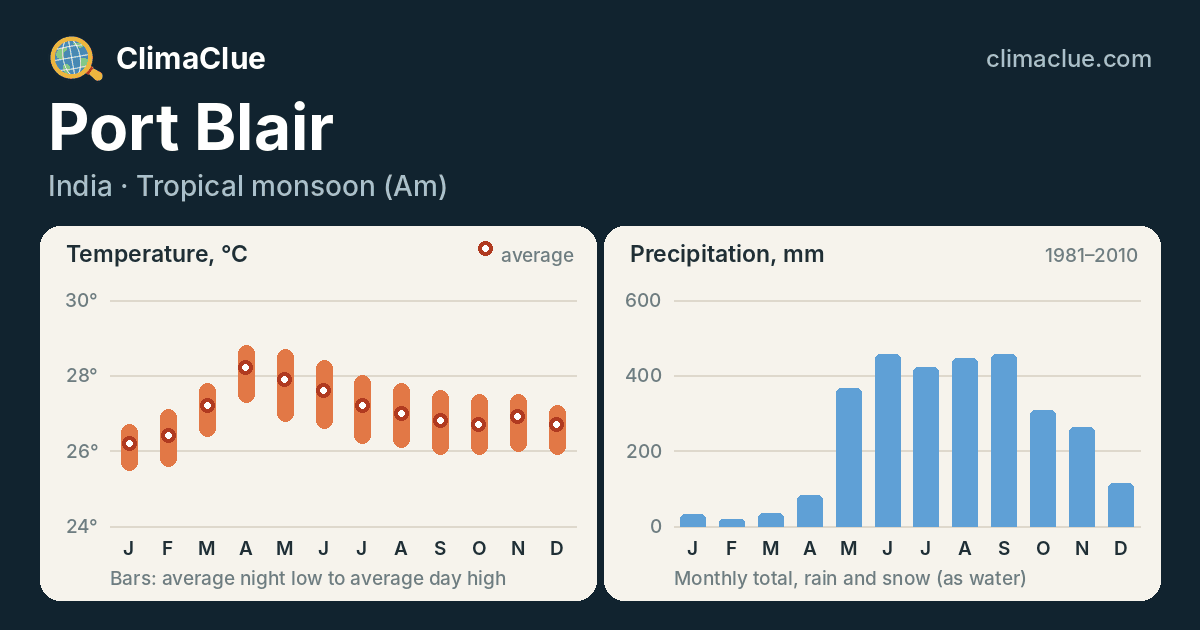 ClimaClue
climaclue.com
Port Blair
India · Tropical monsoon (Am)
Temperature, °C
average
30°
28°
26°
24°
J F M A M J J A S O N D
Bars: average night low to average day high
Precipitation, mm
1981–2010
600
400
200
0
J F M A M J J A S O N D
Monthly total, rain and snow (as water)